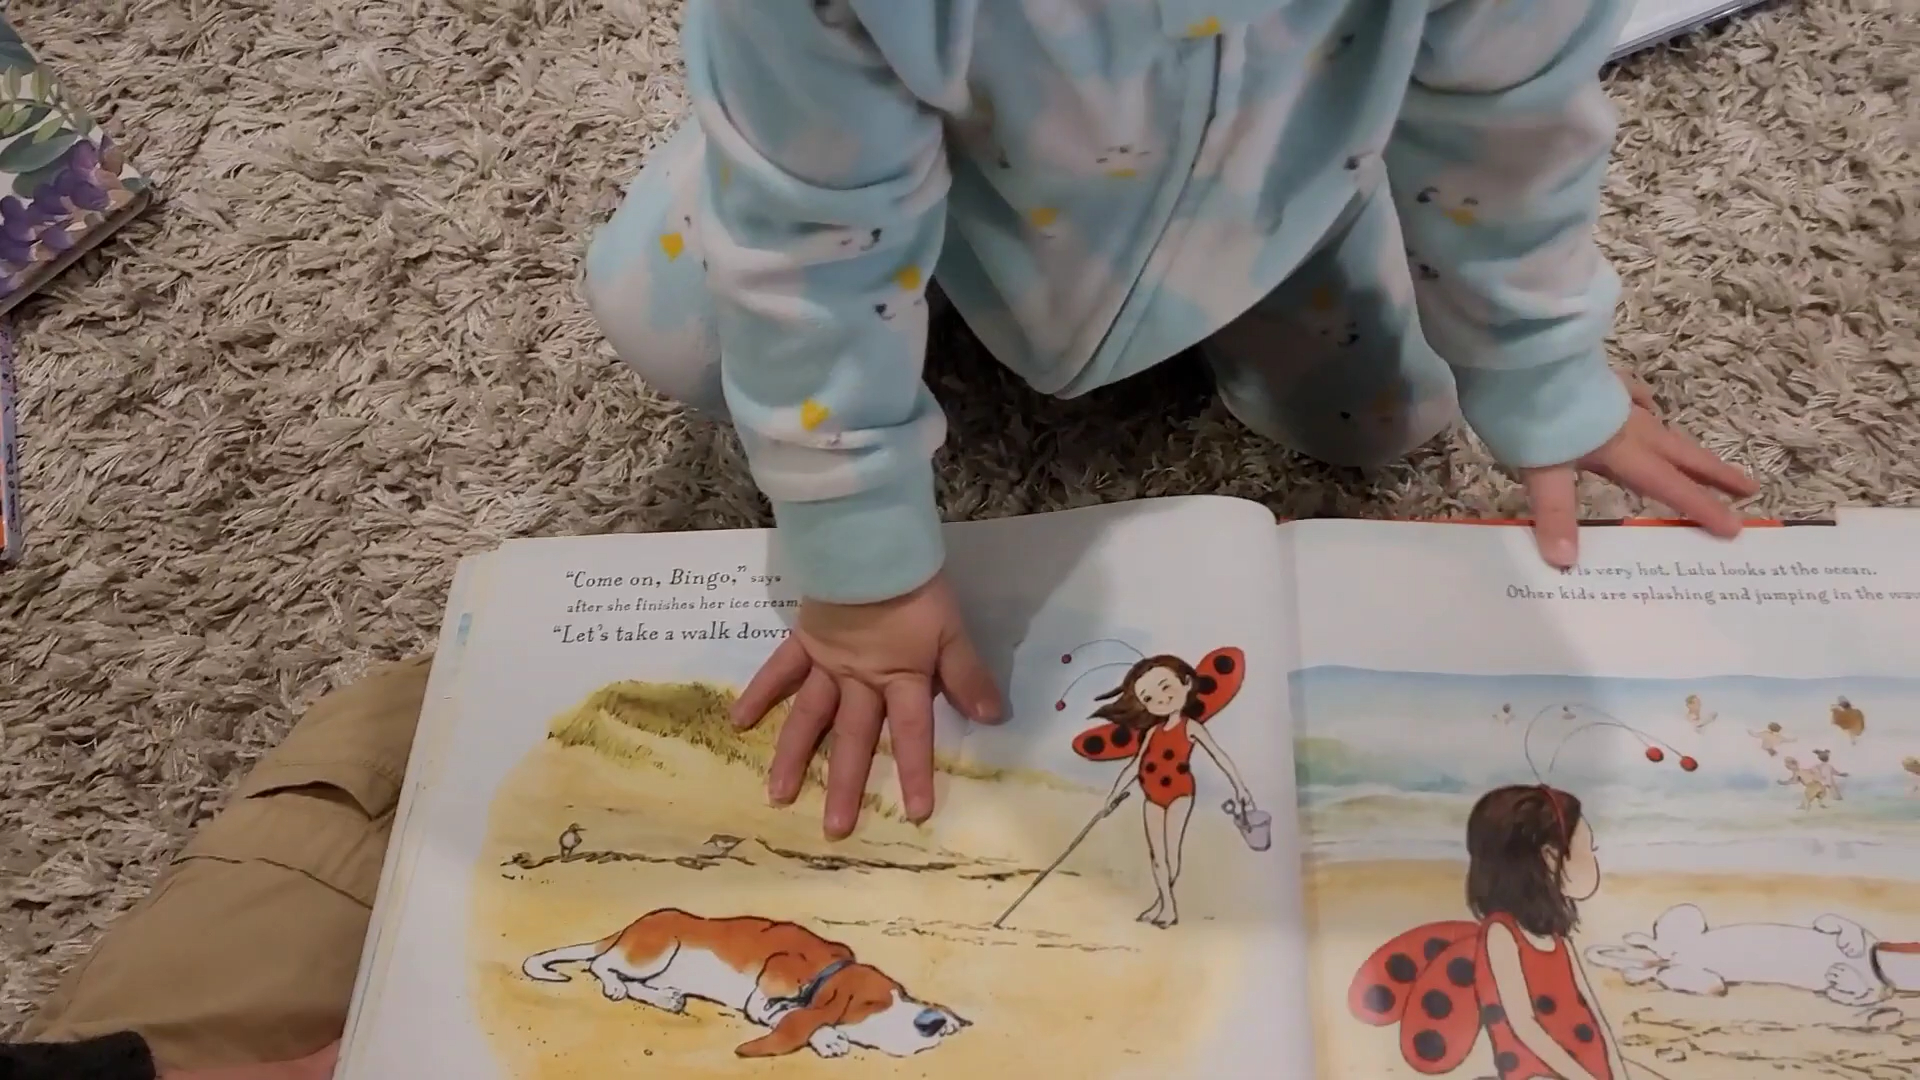 "Come on, Bingo," says
after she finishes her ice cream.
"Let's take a walk down
It is very hot. Lulu looks at the ocean.
Other kids are splashing and jumping in the